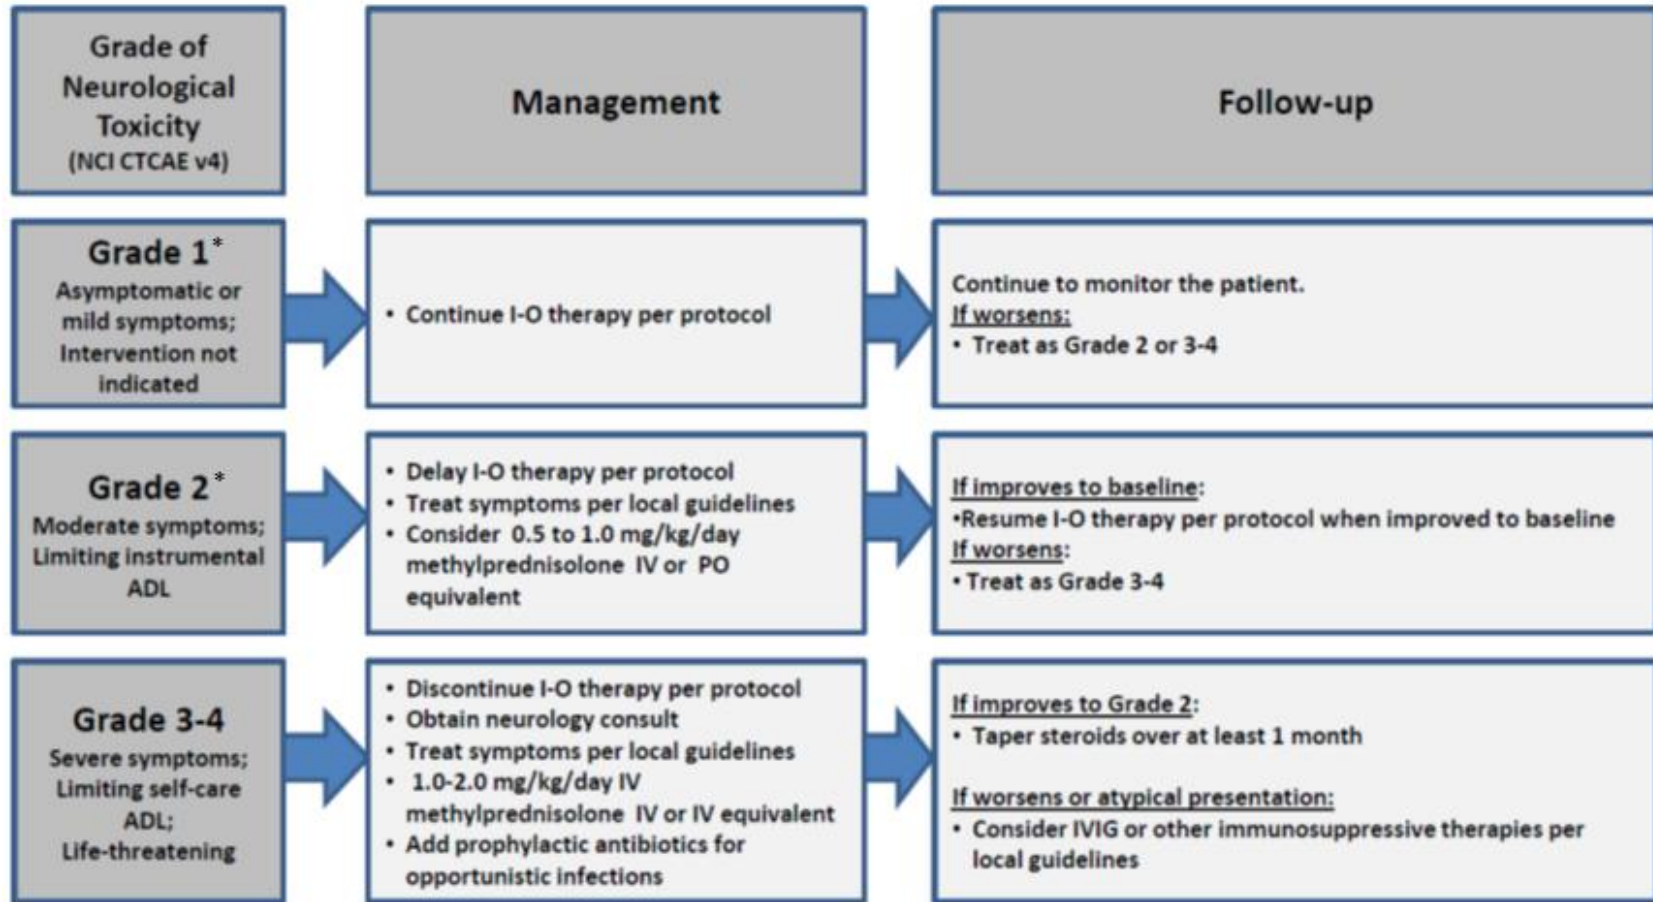 Grade of
Neurological
Toxicity
(NCI CTCAE v4)
Management
Follow-up
Grade 1*
Asymptomatic or
mild symptoms;
Intervention not
indicated
• Continue I-O therapy per protocol
Continue to monitor the patient.
If worsens:
• Treat as Grade 2 or 3-4
Grade 2*
Moderate symptoms;
Limiting instrumental
ADL
• Delay I-O therapy per protocol
• Treat symptoms per local guidelines
• Consider 0.5 to 1.0 mg/kg/day
methylprednisolone IV or PO
equivalent
If improves to baseline:
•Resume I-O therapy per protocol when improved to baseline
If worsens:
• Treat as Grade 3-4
Grade 3-4
Severe symptoms;
Limiting self-care
ADL;
Life-threatening
• Discontinue I-O therapy per protocol
• Obtain neurology consult
• Treat symptoms per local guidelines
• 1.0-2.0 mg/kg/day IV
methylprednisolone IV or IV equivalent
• Add prophylactic antibiotics for
opportunistic infections
If improves to Grade 2:
• Taper steroids over at least 1 month
If worsens or atypical presentation:
• Consider IVIG or other immunosuppressive therapies per
local guidelines